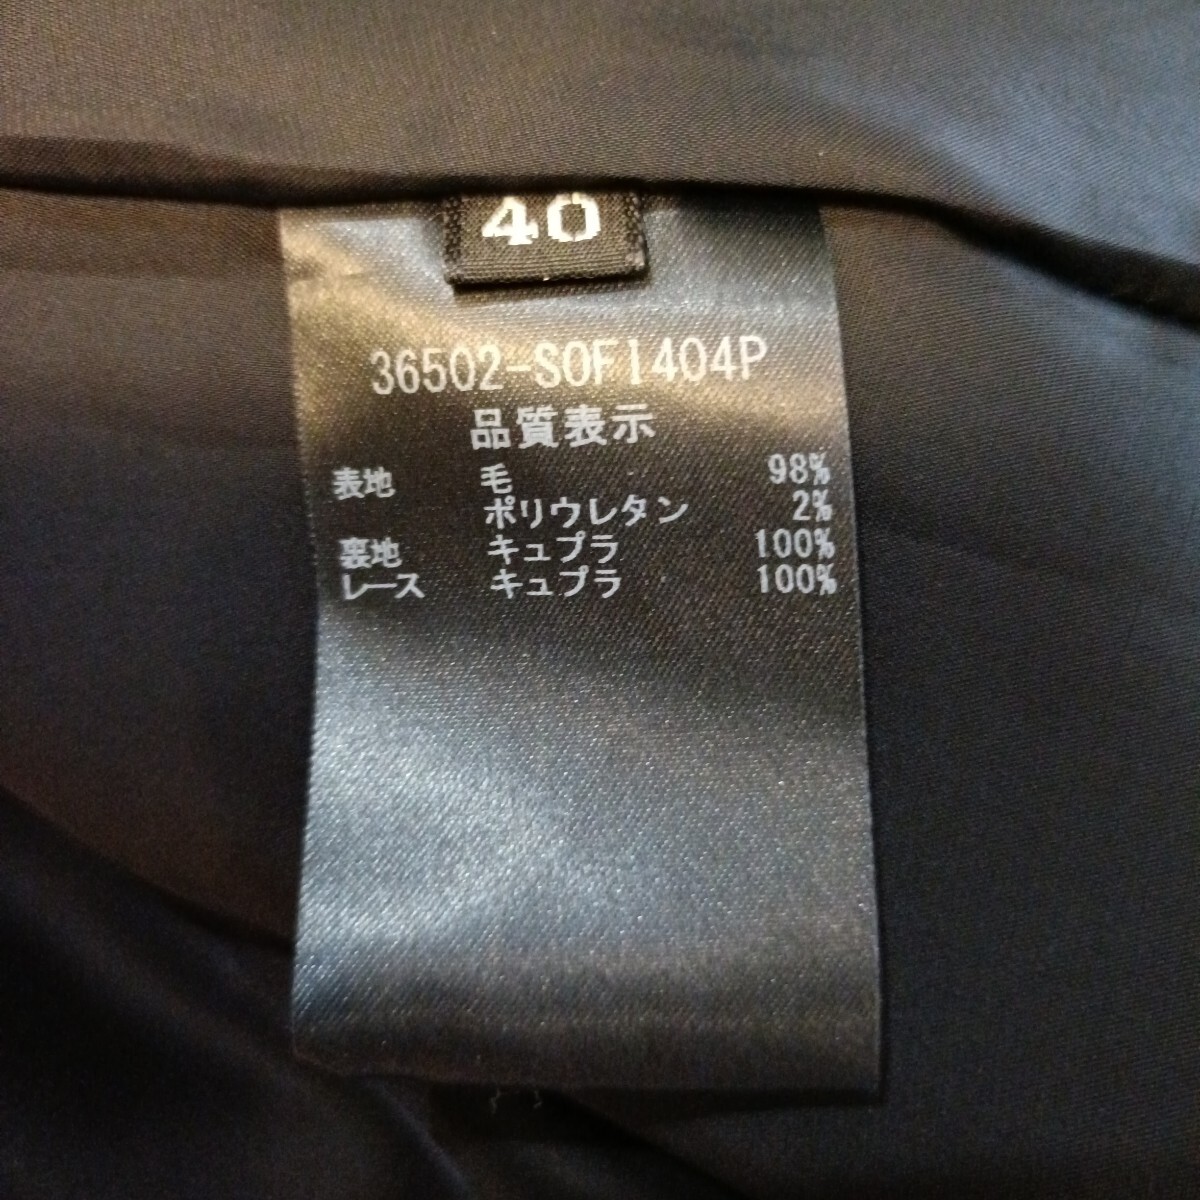 40
36502-SOF1404P
品質表示
表地 毛 98%
ポリウレタン 2%
裏地 キュプラ 100%
レース キュプラ 100%